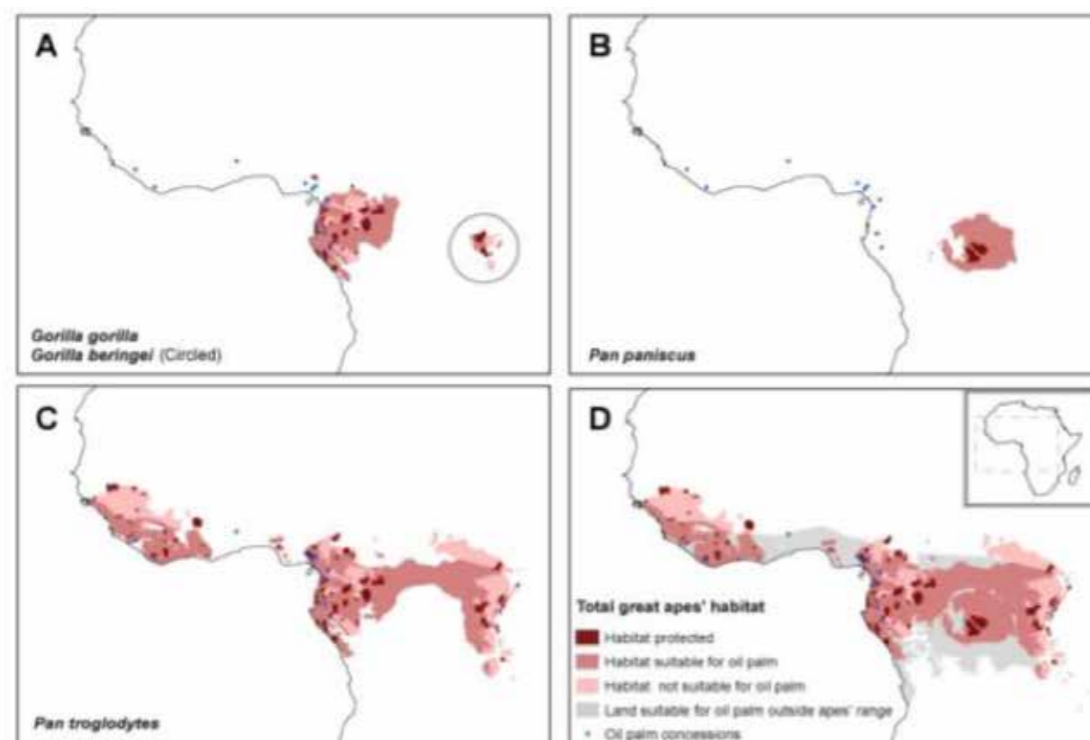 A
Gorilla gorilla
Gorilla beringei (Circled)
B
Pan paniscus
C
Pan troglodytes
D
Total great apes' habitat
Habitat protected
Habitat suitable for oil palm
Habitat not suitable for oil palm
Land suitable for oil palm outside apes' range
Oil palm concessions